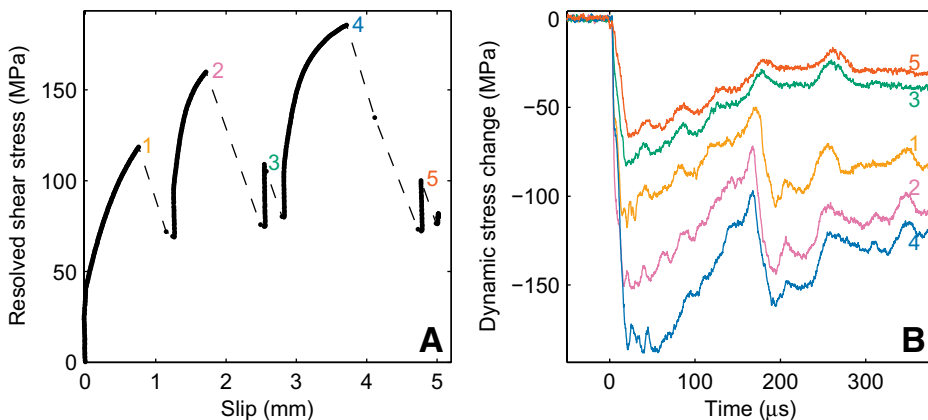 Resolved shear stress (MPa)
150
100
50
0
0 1 2 3 4 5
Slip (mm)
1
2
3
4
5
A
Dynamic stress change (MPa)
0
−50
−100
−150
0 100 200 300
Time (μs)
5
3
1
2
4
B